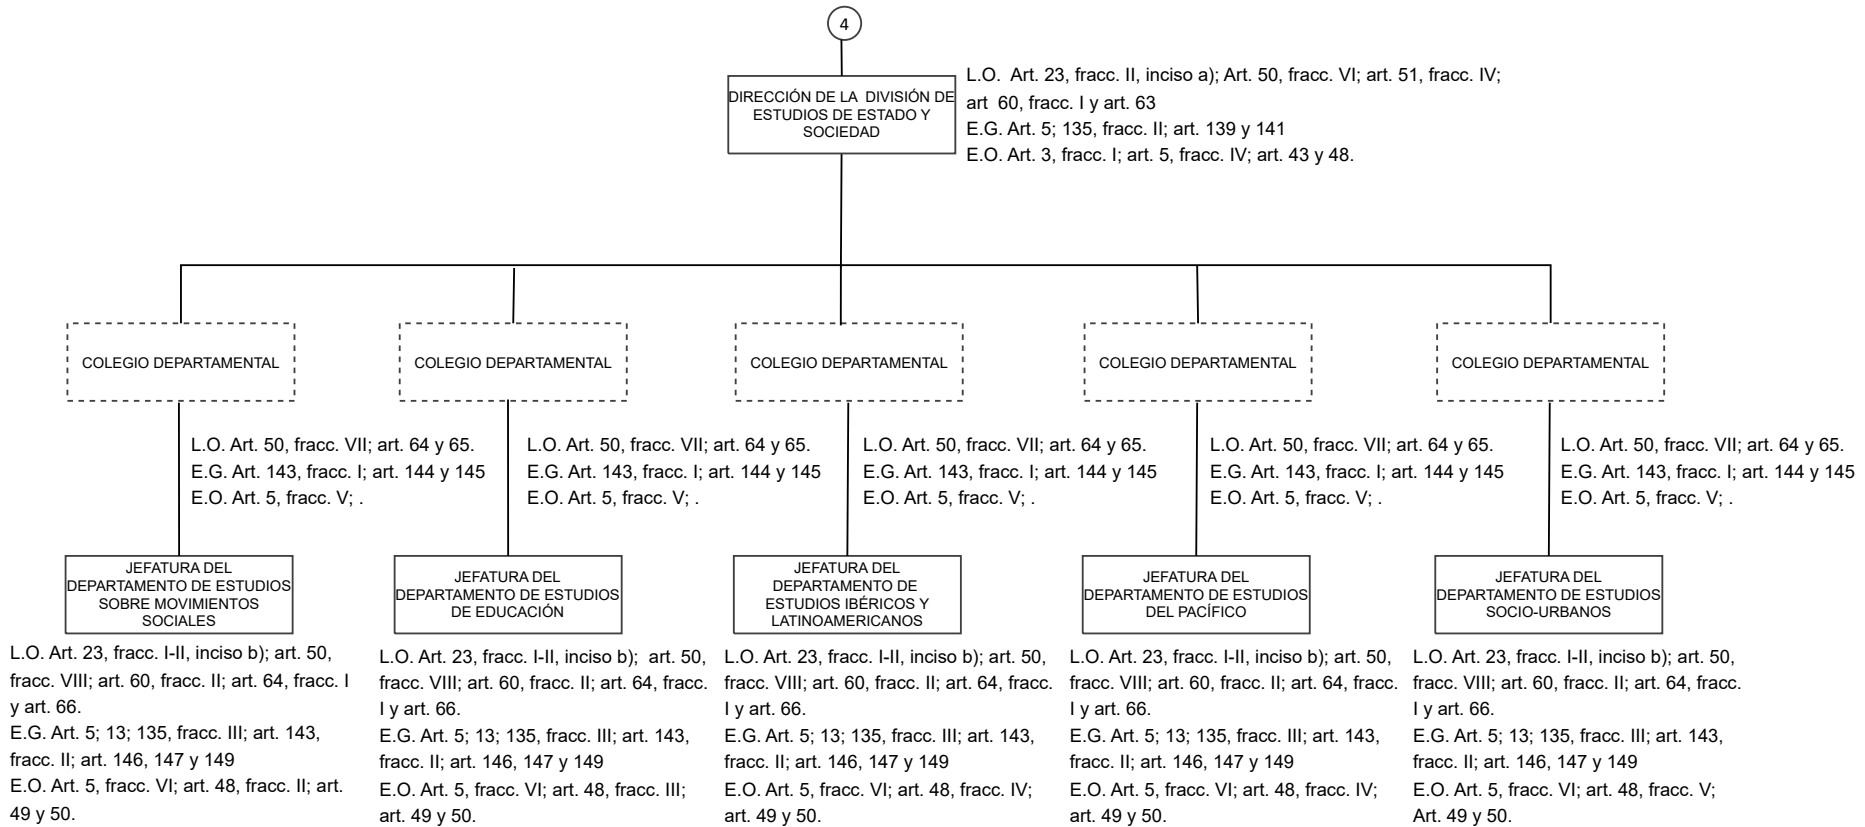 4
DIRECCIÓN DE LA DIVISIÓN DE
ESTUDIOS DE ESTADO Y
SOCIEDAD
L.O. Art. 23, fracc. II, inciso a); Art. 50, fracc. VI; art. 51, fracc. IV;
art 60, fracc. I y art. 63
E.G. Art. 5; 135, fracc. II; art. 139 y 141
E.O. Art. 3, fracc. I; art. 5, fracc. IV; art. 43 y 48.
COLEGIO DEPARTAMENTAL
COLEGIO DEPARTAMENTAL
COLEGIO DEPARTAMENTAL
COLEGIO DEPARTAMENTAL
COLEGIO DEPARTAMENTAL
L.O. Art. 50, fracc. VII; art. 64 y 65.
E.G. Art. 143, fracc. I; art. 144 y 145
E.O. Art. 5, fracc. V; .
L.O. Art. 50, fracc. VII; art. 64 y 65.
E.G. Art. 143, fracc. I; art. 144 y 145
E.O. Art. 5, fracc. V; .
L.O. Art. 50, fracc. VII; art. 64 y 65.
E.G. Art. 143, fracc. I; art. 144 y 145
E.O. Art. 5, fracc. V; .
L.O. Art. 50, fracc. VII; art. 64 y 65.
E.G. Art. 143, fracc. I; art. 144 y 145
E.O. Art. 5, fracc. V; .
L.O. Art. 50, fracc. VII; art. 64 y 65.
E.G. Art. 143, fracc. I; art. 144 y 145
E.O. Art. 5, fracc. V; .
JEFATURA DEL
DEPARTAMENTO DE ESTUDIOS
SOBRE MOVIMIENTOS
SOCIALES
L.O. Art. 23, fracc. I-II, inciso b); art. 50,
fracc. VIII; art. 60, fracc. II; art. 64, fracc. I
y art. 66.
E.G. Art. 5; 13; 135, fracc. III; art. 143,
fracc. II; art. 146, 147 y 149
E.O. Art. 5, fracc. VI; art. 48, fracc. II; art.
49 y 50.
JEFATURA DEL
DEPARTAMENTO DE ESTUDIOS
DE EDUCACIÓN
L.O. Art. 23, fracc. I-II, inciso b); art. 50,
fracc. VIII; art. 60, fracc. II; art. 64, fracc.
I y art. 66.
E.G. Art. 5; 13; 135, fracc. III; art. 143,
fracc. II; art. 146, 147 y 149
E.O. Art. 5, fracc. VI; art. 48, fracc. III;
art. 49 y 50.
JEFATURA DEL
DEPARTAMENTO DE
ESTUDIOS IBÉRICOS Y
LATINOAMERICANOS
L.O. Art. 23, fracc. I-II, inciso b); art. 50,
fracc. VIII; art. 60, fracc. II; art. 64, fracc.
I y art. 66.
E.G. Art. 5; 13; 135, fracc. III; art. 143,
fracc. II; art. 146, 147 y 149
E.O. Art. 5, fracc. VI; art. 48, fracc. IV;
art. 49 y 50.
JEFATURA DEL
DEPARTAMENTO DE ESTUDIOS
DEL PACÍFICO
L.O. Art. 23, fracc. I-II, inciso b); art. 50,
fracc. VIII; art. 60, fracc. II; art. 64, fracc.
I y art. 66.
E.G. Art. 5; 13; 135, fracc. III; art. 143,
fracc. II; art. 146, 147 y 149
E.O. Art. 5, fracc. VI; art. 48, fracc. IV;
art. 49 y 50.
JEFATURA DEL
DEPARTAMENTO DE ESTUDIOS
SOCIO-URBANOS
L.O. Art. 23, fracc. I-II, inciso b); art. 50,
fracc. VIII; art. 60, fracc. II; art. 64, fracc.
I y art. 66.
E.G. Art. 5; 13; 135, fracc. III; art. 143,
fracc. II; art. 146, 147 y 149
E.O. Art. 5, fracc. VI; art. 48, fracc. V;
Art. 49 y 50.